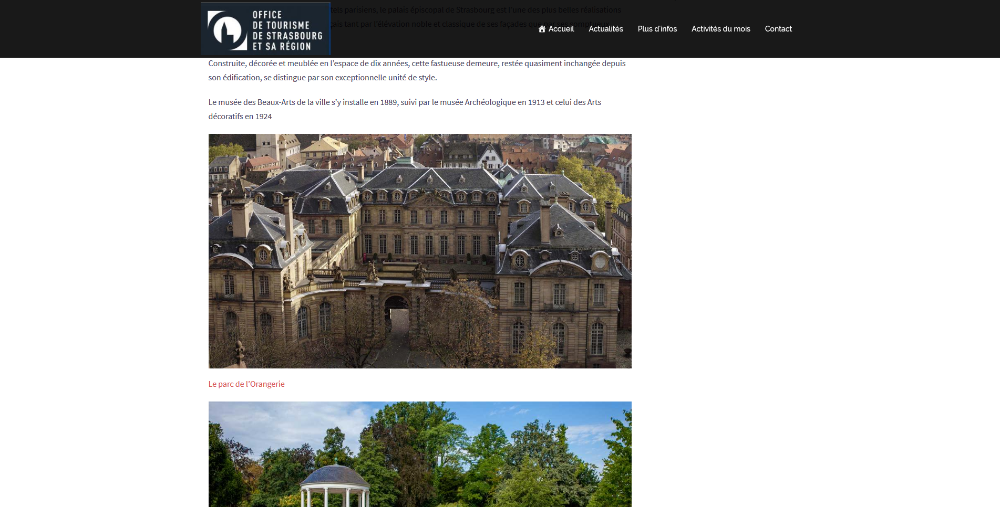 OFFICE
DE TOURISME
DE STRASBOURG
ET SA RÉGION
tels parisiens, le palais épiscopal de Strasbourg est l’une des plus belles réalisations
çais tant par l’élévation noble et classique de ses façades que par ses somptueux
Accueil Actualités Plus d’infos Activités du mois Contact
Construite, décorée et meublée en l’espace de dix années, cette fastueuse demeure, restée quasiment inchangée depuis
son édification, se distingue par son exceptionnelle unité de style.
Le musée des Beaux-Arts de la ville s’y installe en 1889, suivi par le musée Archéologique en 1913 et celui des Arts
décoratifs en 1924
Le parc de l’Orangerie